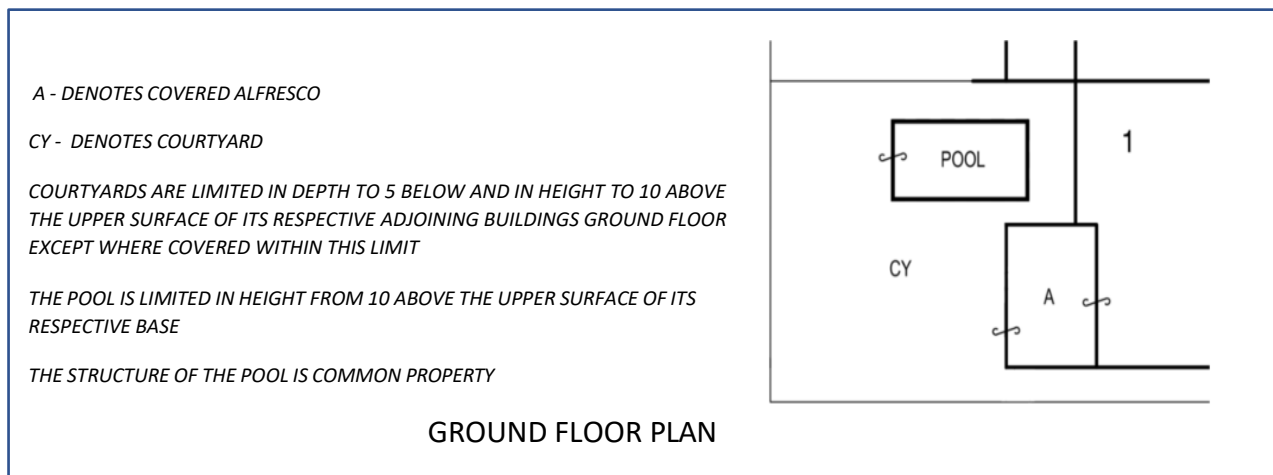 A - DENOTES COVERED ALFRESCO
CY - DENOTES COURTYARD
COURTYARDS ARE LIMITED IN DEPTH TO 5 BELOW AND IN HEIGHT TO 10 ABOVE
THE UPPER SURFACE OF ITS RESPECTIVE ADJOINING BUILDINGS GROUND FLOOR
EXCEPT WHERE COVERED WITHIN THIS LIMIT
THE POOL IS LIMITED IN HEIGHT FROM 10 ABOVE THE UPPER SURFACE OF ITS
RESPECTIVE BASE
THE STRUCTURE OF THE POOL IS COMMON PROPERTY
GROUND FLOOR PLAN
1
POOL
CY
A